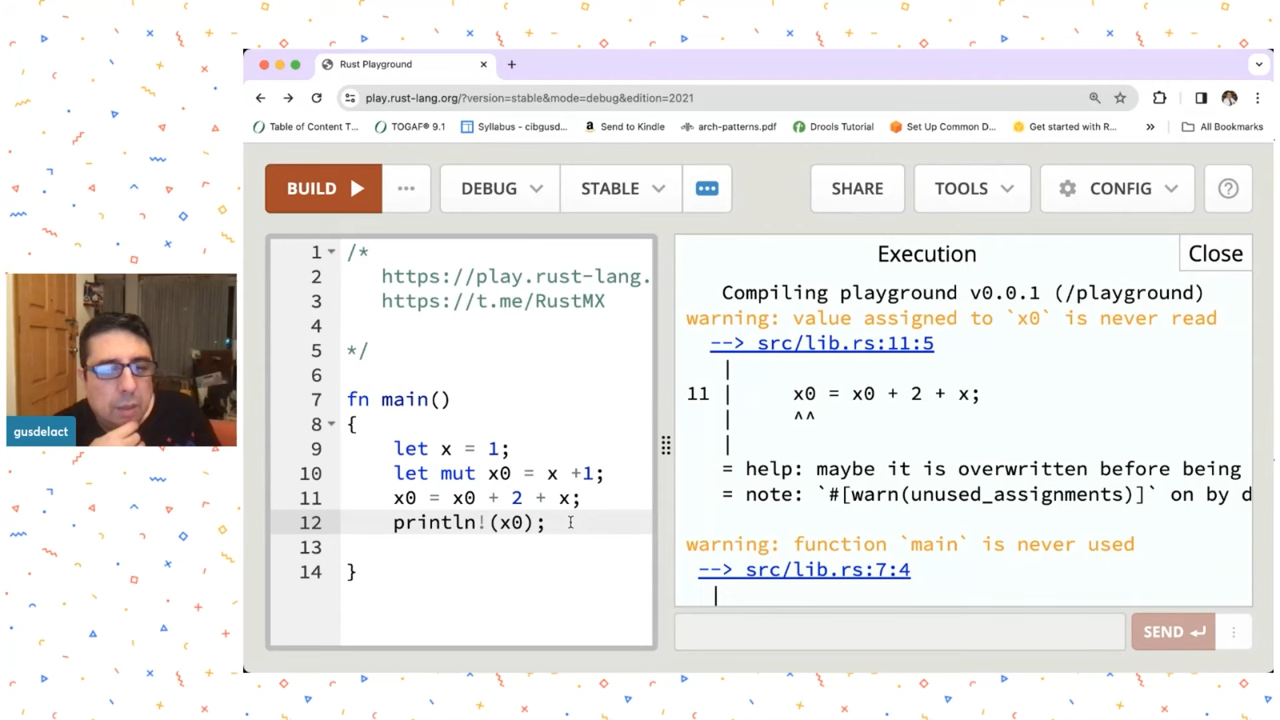 Rust Playground
play.rust-lang.org/?version=stable&mode=debug&edition=2021
Table of Content T...
TOGAF® 9.1
Syllabus - cibgusd...
Send to Kindle
arch-patterns.pdf
Drools Tutorial
Set Up Common D...
Get started with R...
All Bookmarks
BUILD
DEBUG
STABLE
SHARE
TOOLS
CONFIG
1 /*
2 https://play.rust-lang.
3 https://t.me/RustMX
4
5 */
6
7 fn main()
8 {
9 let x = 1;
10 let mut x0 = x +1;
11 x0 = x0 + 2 + x;
12 println!(x0);
13
14 }
Execution
Close
Compiling playground v0.0.1 (/playground)
warning: value assigned to `x0` is never read
--> src/lib.rs:11:5
|
11 | x0 = x0 + 2 + x;
| ^^
|
= help: maybe it is overwritten before being
= note: `#[warn(unused_assignments)]` on by d
warning: function `main` is never used
--> src/lib.rs:7:4
|
SEND
gusdelact